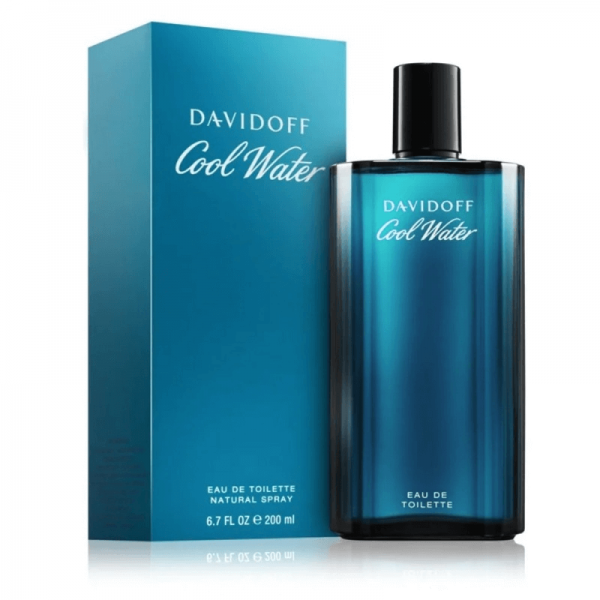 DAVIDOFF
Cool Water
EAU DE TOILETTE
NATURAL SPRAY
6.7 FL OZ ℮ 200 ml
DAVIDOFF
Cool Water
EAU DE
TOILETTE